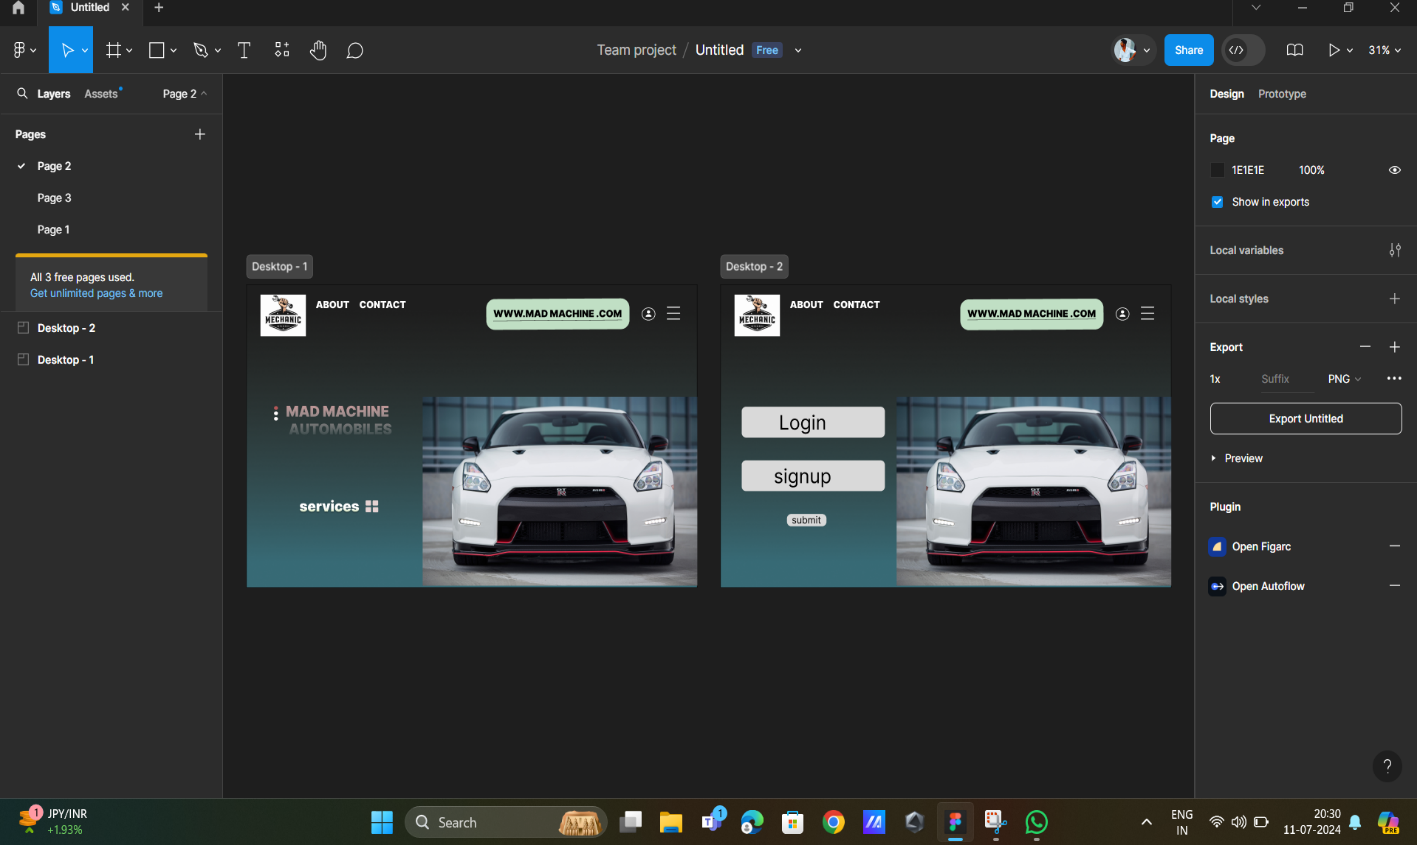 Untitled
Team project / Untitled Free
Share
31%
Layers Assets Page 2
Pages
Page 2
Page 3
Page 1
All 3 free pages used.
Get unlimited pages & more
Desktop - 2
Desktop - 1
Desktop - 1
MECHANIC
ABOUT CONTACT
WWW.MAD MACHINE .COM
MAD MACHINE
AUTOMOBILES
services
Desktop - 2
MECHANIC
ABOUT CONTACT
WWW.MAD MACHINE .COM
Login
signup
submit
Design Prototype
Page
1E1E1E 100%
Show in exports
Local variables
Local styles
Export
1x Suffix PNG
Export Untitled
Preview
Plugin
Open Figarc
Open Autoflow
?
1
JPY/INR
+1.93%
Search
1
ENG
IN
20:30
11-07-2024
PRE